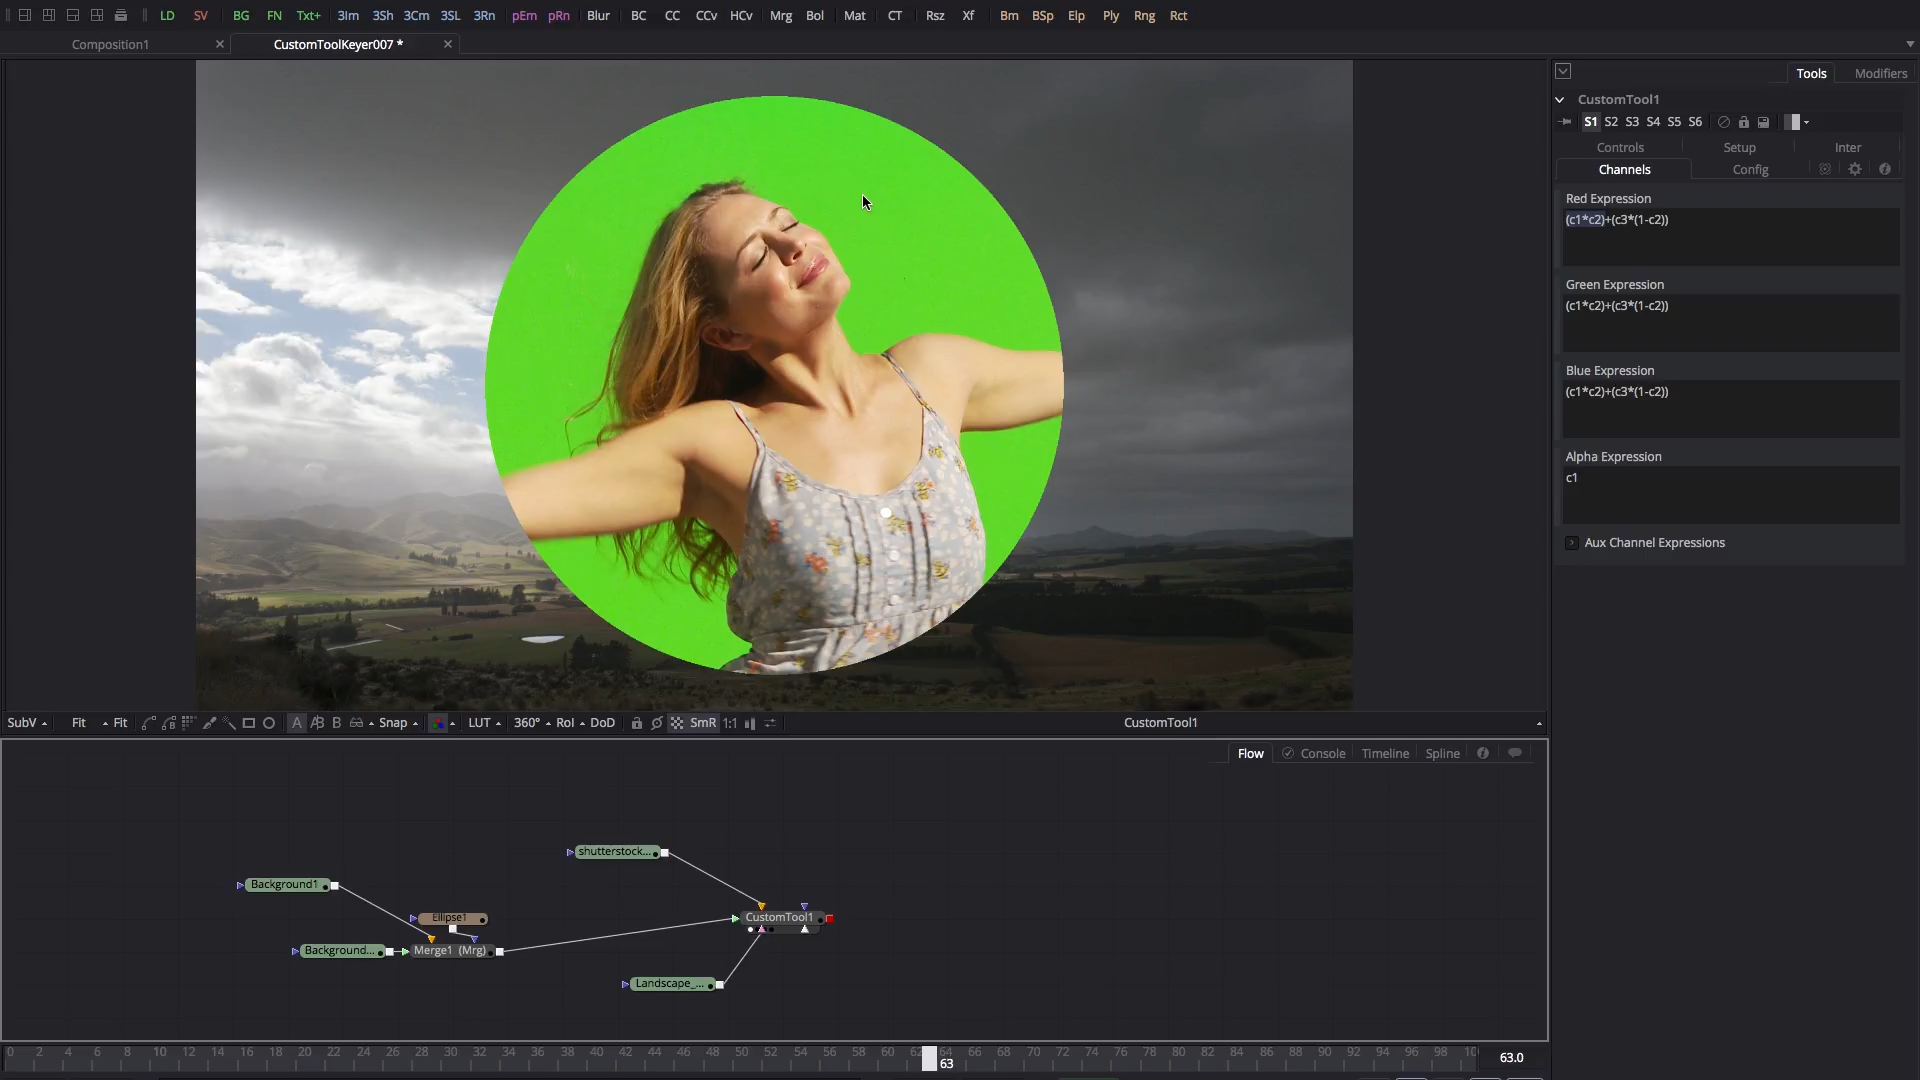 LD SV BG FN Txt+ 3Im 3Sh 3Cm 3SL 3Rn pEm pRn Blur BC CC CCv HCv Mrg Bol Mat CT Rsz Xf Bm BSp Elp Ply Rng Rct
Composition1 CustomToolKeyer007 *
Tools Modifiers
CustomTool1
S1 S2 S3 S4 S5 S6
Controls Setup Inter
Channels Config
Red Expression
(c1*c2)+(c3*(1-c2))
Green Expression
(c1*c2)+(c3*(1-c2))
Blue Expression
(c1*c2)+(c3*(1-c2))
Alpha Expression
c1
Aux Channel Expressions
SubV Fit Fit A B Snap LUT 360° RoI DoD SmR 1:1 CustomTool1
Flow Console Timeline Spline
shutterstock...
Background1
Ellipse1
CustomTool1
Background... Merge1 (Mrg)
Landscape_...
0 2 4 6 8 10 12 14 16 18 20 22 24 26 28 30 32 34 36 38 40 42 44 46 48 50 52 54 56 58 60 62 64 66 68 70 72 74 76 78 80 82 84 86 88 90 92 94 96 98 10 63.0
63